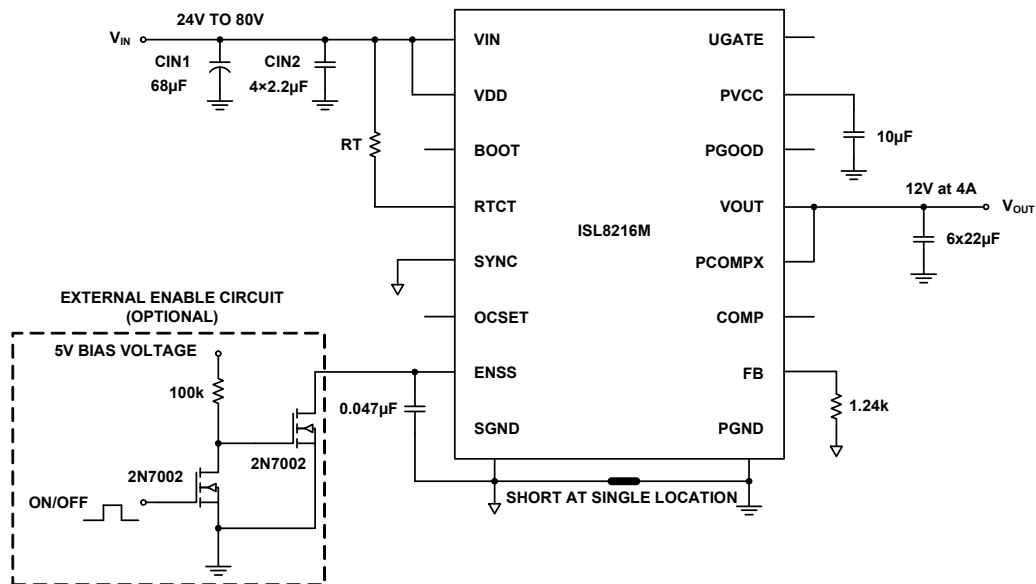 24V TO 80V
VIN
CIN1
68µF
CIN2
4×2.2µF
RT
VIN
VDD
BOOT
RTCT
SYNC
OCSET
ENSS
SGND
ISL8216M
UGATE
PVCC
PGOOD
VOUT
PCOMPX
COMP
FB
PGND
10µF
12V at 4A
VOUT
6x22µF
1.24k
0.047µF
SHORT AT SINGLE LOCATION
EXTERNAL ENABLE CIRCUIT
(OPTIONAL)
5V BIAS VOLTAGE
100k
2N7002
2N7002
ON/OFF